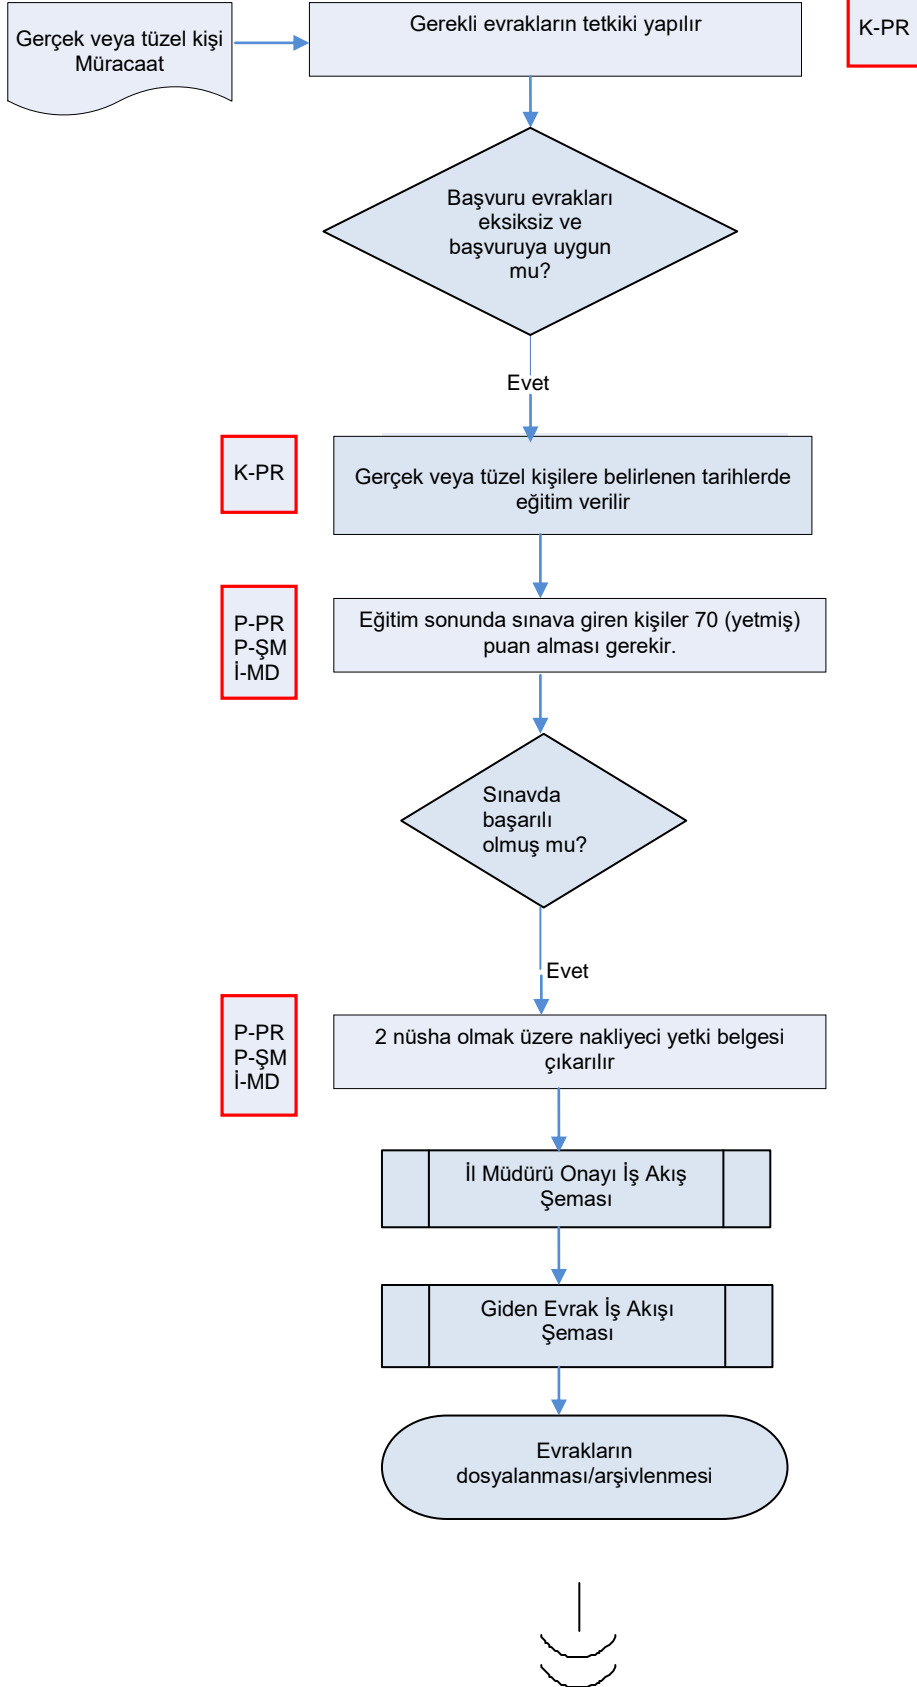 Gerçek veya tüzel kişi
Müracaat
Gerekli evrakların tetkiki yapılır
K-PR
Başvuru evrakları
eksiksiz ve
başvuruya uygun
mu?
Evet
K-PR
Gerçek veya tüzel kişilere belirlenen tarihlerde
eğitim verilir
P-PR
P-ŞM
İ-MD
Eğitim sonunda sınava giren kişiler 70 (yetmiş)
puan alması gerekir.
Sınavda
başarılı
olmuş mu?
Evet
P-PR
P-ŞM
İ-MD
2 nüsha olmak üzere nakliyeci yetki belgesi
çıkarılır
İl Müdürü Onayı İş Akış
Şeması
Giden Evrak İş Akışı
Şeması
Evrakların
dosyalanması/arşivlenmesi